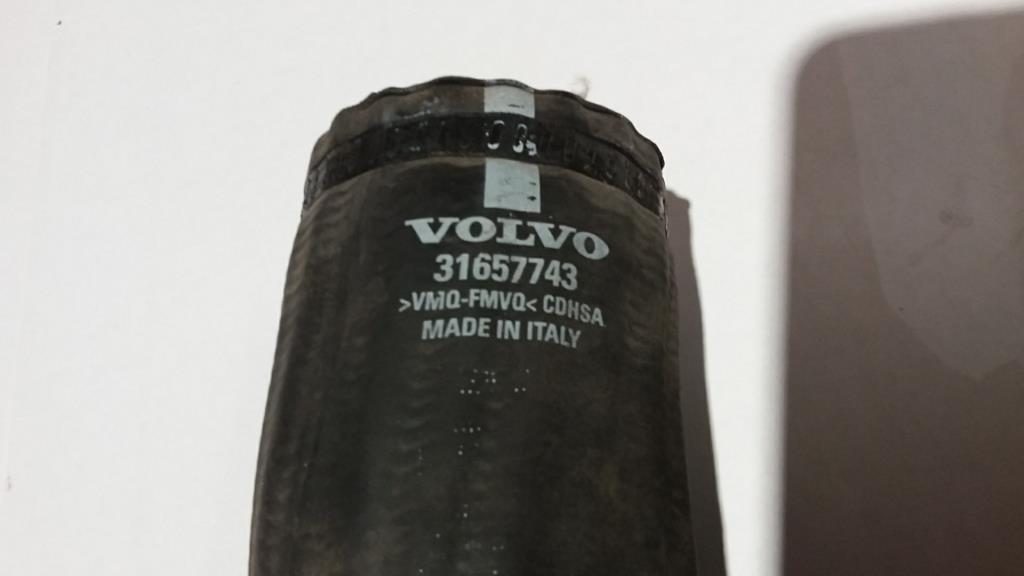 VOLVO
31657743
>VMQ-FMVQ< CDHSA
MADE IN ITALY